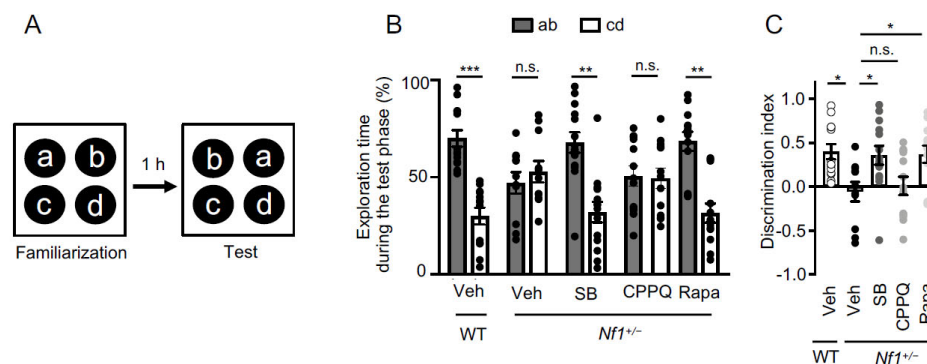 A
a b
c d
1 h
b a
c d
Familiarization
Test
B
ab cd
Exploration time
during the test phase (%)
100
50
0
***
n.s.
**
n.s.
**
Veh Veh SB CPPQ Rapa
WT Nf1+/–
C
*
n.s.
* *
Discrimination index
1.0
0.5
0.0
-0.5
-1.0
Veh Veh SB CPPQ Rapa
WT Nf1+/–